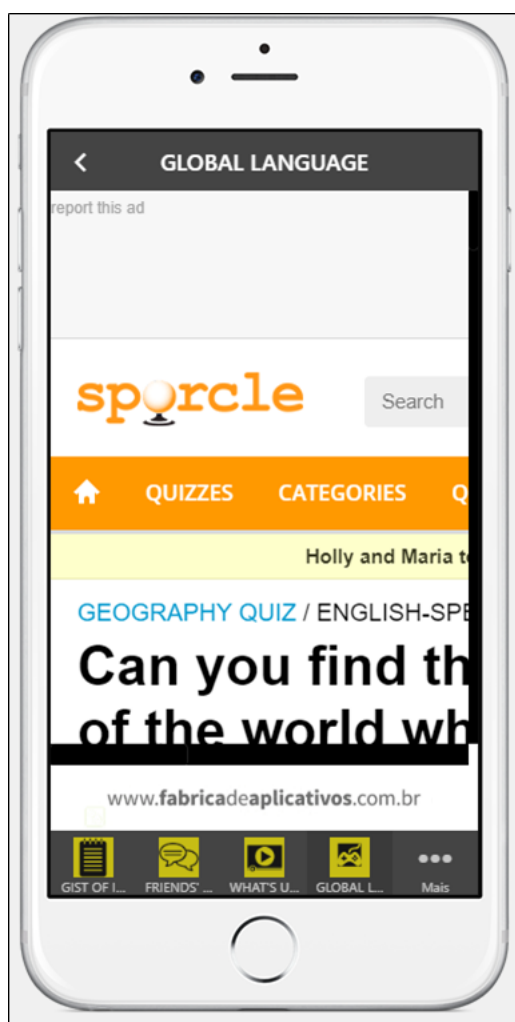 GLOBAL LANGUAGE
report this ad
sporcle
Search
QUIZZES CATEGORIES Q
Holly and Maria t
GEOGRAPHY QUIZ / ENGLISH-SPE
Can you find th
of the world wh
www.fabricadeaplicativos.com.br
GIST OF I... FRIENDS' ... WHAT'S U... GLOBAL L... Mais